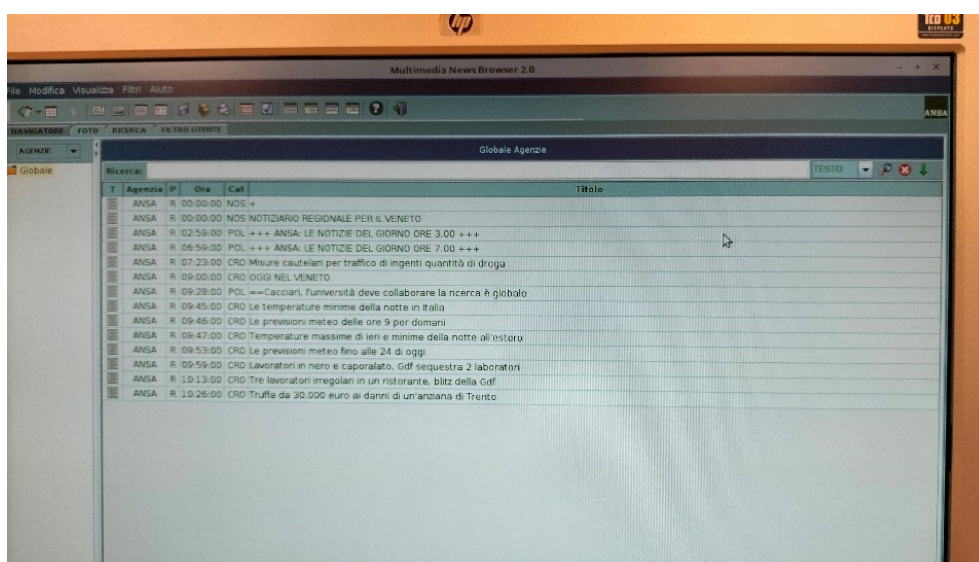 hp
TCO 03
DISPLAYS
Multimedia News Browser 2.0
File Modifica Visualizza Filtri Aiuto
ANSA
NAVIGATORE FOTO RICERCA FILTRO UTENTE
AGENZIE
Globale Agenzie
Globale
Ricerca: TESTO
T Agenzia P Ora Cat Titolo
ANSA R 00:00:00 NOS +
ANSA R 00:00:00 NOS NOTIZIARIO REGIONALE PER IL VENETO
ANSA R 02:59:00 POL +++ ANSA: LE NOTIZIE DEL GIORNO ORE 3.00 +++
ANSA R 06:59:00 POL +++ ANSA: LE NOTIZIE DEL GIORNO ORE 7.00 +++
ANSA R 07:23:00 CRO Misure cautelari per traffico di ingenti quantità di droga
ANSA R 09:00:00 CRO OGGI NEL VENETO
ANSA R 09:28:00 POL ==Cacciari, l'università deve collaborare la ricerca è globale
ANSA R 09:45:00 CRO Le temperature minime della notte in Italia
ANSA R 09:46:00 CRO Le previsioni meteo delle ore 9 per domani
ANSA R 09:47:00 CRO Temperature massime di ieri e minime della notte all'estero
ANSA R 09:53:00 CRO Le previsioni meteo fino alle 24 di oggi
ANSA R 09:59:00 CRO Lavoratori in nero e caporalato, Gdf sequestra 2 laboratori
ANSA R 10:13:00 CRO Tre lavoratori irregolari in un ristorante, blitz della Gdf
ANSA R 10:26:00 CRO Truffa da 30.000 euro ai danni di un'anziana di Trento